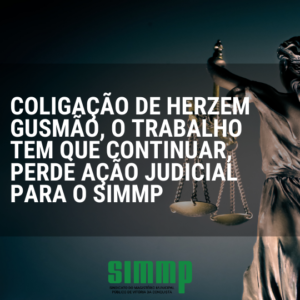 COLIGAÇÃO DE HERZEM
GUSMÃO, O TRABALHO
TEM QUE CONTINUAR,
PERDE AÇÃO JUDICIAL
PARA O SIMMP
simmp